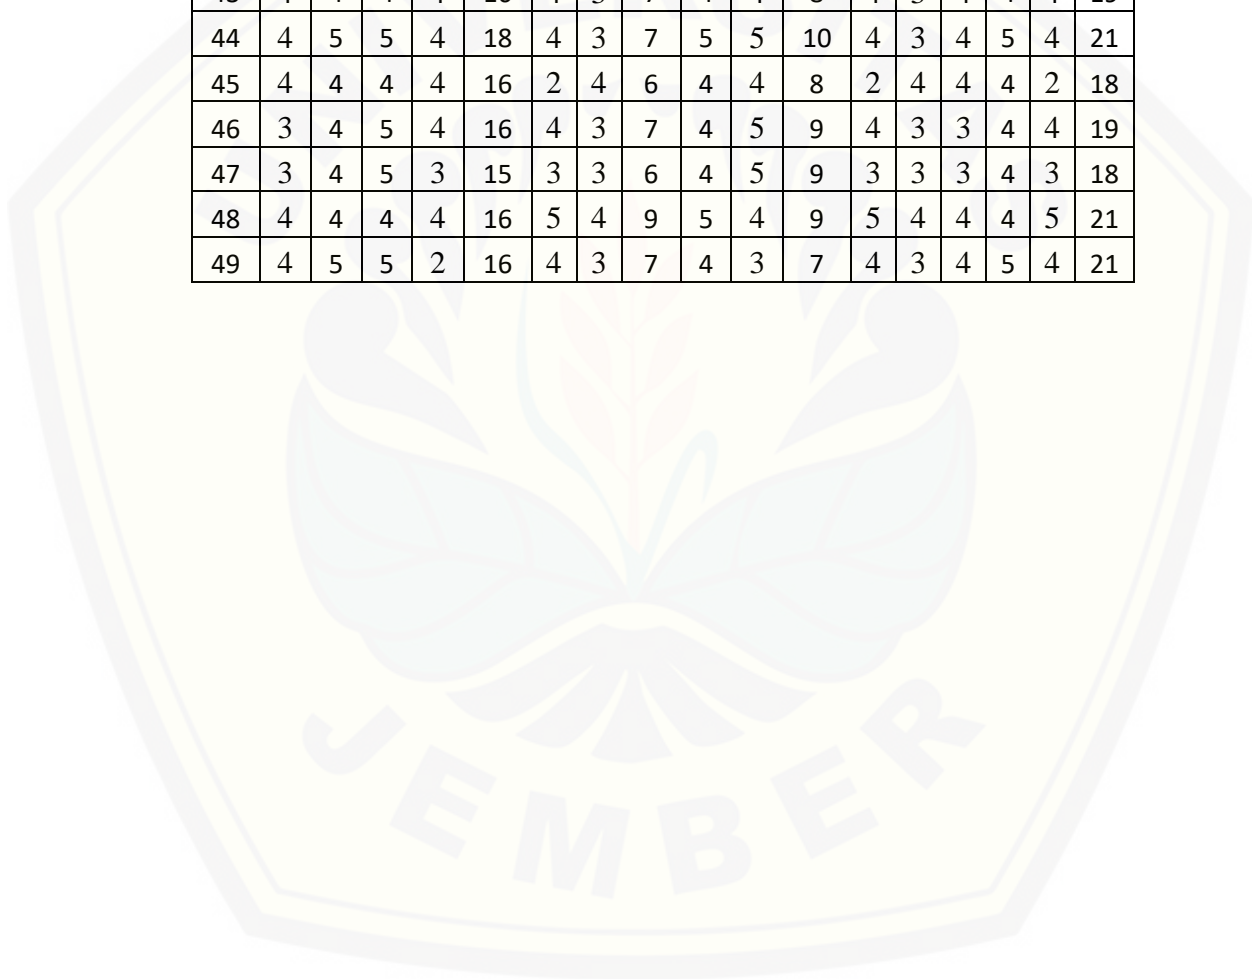 44 4 5 5 4 18 4 3 7 5 5 10 4 3 4 5 4 21
45 4 4 4 4 16 2 4 6 4 4 8 2 4 4 4 2 18
46 3 4 5 4 16 4 3 7 4 5 9 4 3 3 4 4 19
47 3 4 5 3 15 3 3 6 4 5 9 3 3 3 4 3 18
48 4 4 4 4 16 5 4 9 5 4 9 5 4 4 4 5 21
49 4 5 5 2 16 4 3 7 4 3 7 4 3 4 5 4 21
JEMBER